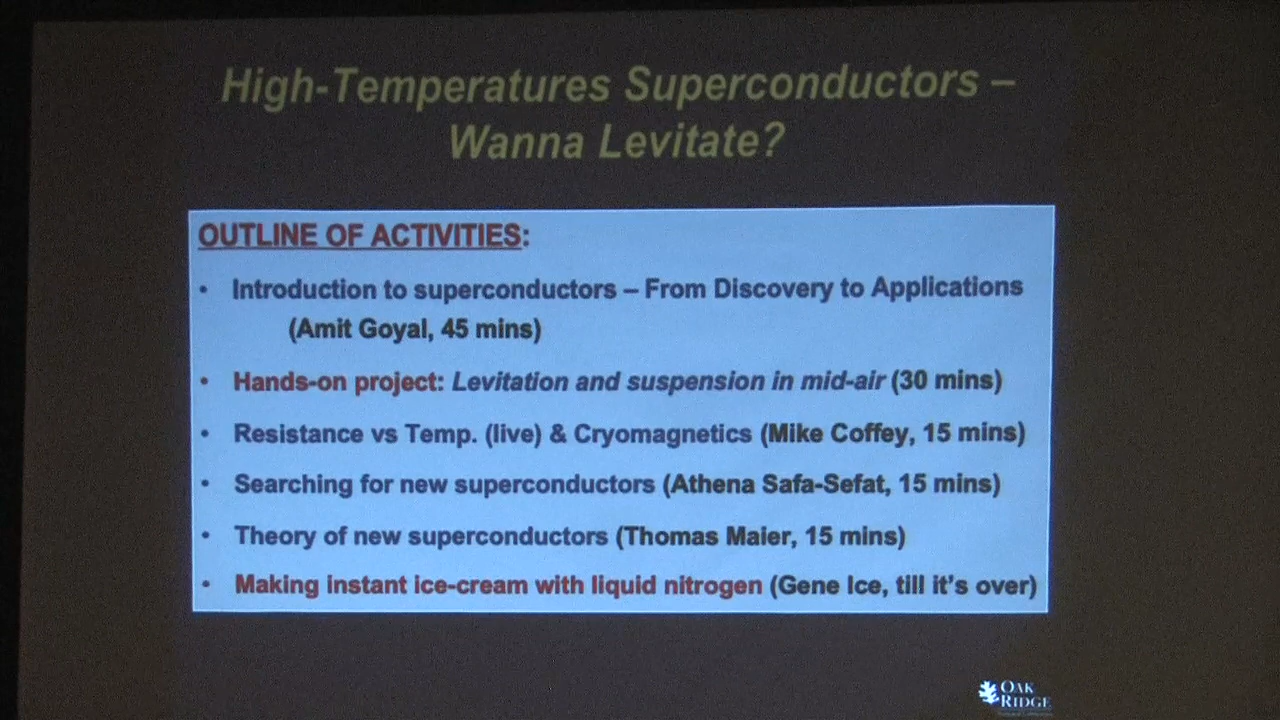 High-Temperatures Superconductors –
Wanna Levitate?
OUTLINE OF ACTIVITIES:
• Introduction to superconductors – From Discovery to Applications
(Amit Goyal, 45 mins)
• Hands-on project: Levitation and suspension in mid-air (30 mins)
• Resistance vs Temp. (live) & Cryomagnetics (Mike Coffey, 15 mins)
• Searching for new superconductors (Athena Safa-Sefat, 15 mins)
• Theory of new superconductors (Thomas Maier, 15 mins)
• Making instant ice-cream with liquid nitrogen (Gene Ice, till it's over)
OAK
RIDGE